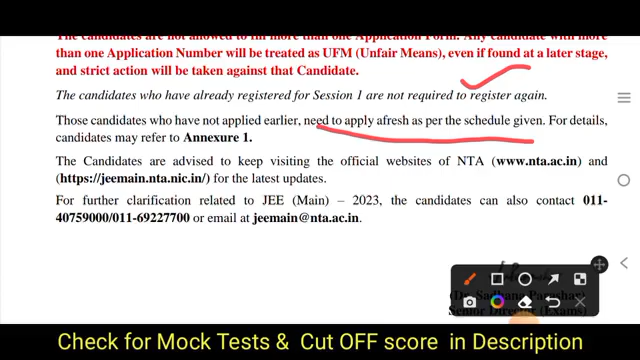 The candidates are not allowed to fill more than one Application Form. Any candidate with more
than one Application Number will be treated as UFM (Unfair Means), even if found at a later stage,
and strict action will be taken against that Candidate.
The candidates who have already registered for Session 1 are not required to register again.
Those candidates who have not applied earlier, need to apply afresh as per the schedule given. For details,
candidates may refer to Annexure 1.
The Candidates are advised to keep visiting the official websites of NTA (www.nta.ac.in) and
(https://jeemain.nta.nic.in/) for the latest updates.
For further clarification related to JEE (Main) – 2023, the candidates can also contact 011-
40759000/011-69227700 or email at jeemain@nta.ac.in.
(Dr. Sadhana Parashar)
Senior Director (Exams)
Check for Mock Tests & Cut OFF score in Description